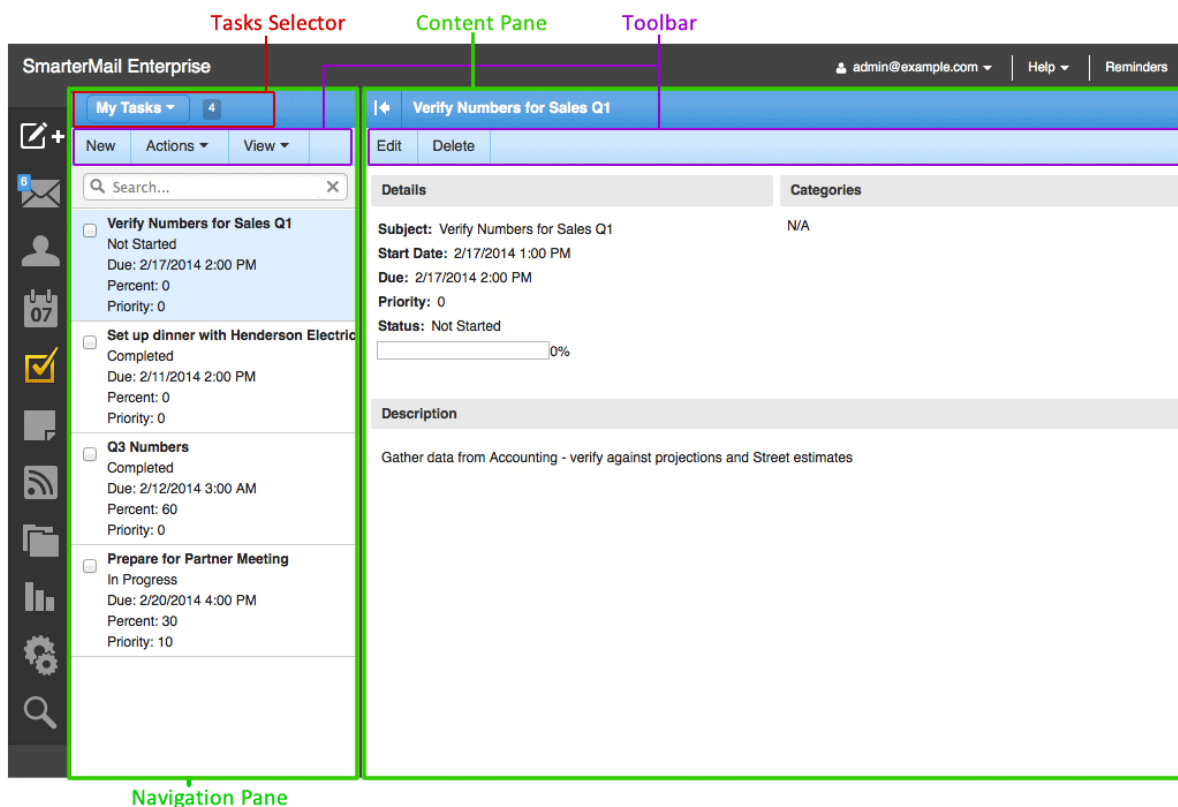 Tasks Selector Content Pane Toolbar
SmarterMail Enterprise admin@example.com Help Reminders
My Tasks 4 Verify Numbers for Sales Q1
New Actions View Edit Delete
Search...
6
07
Verify Numbers for Sales Q1
Not Started
Due: 2/17/2014 2:00 PM
Percent: 0
Priority: 0
Set up dinner with Henderson Electric
Completed
Due: 2/11/2014 2:00 PM
Percent: 0
Priority: 0
Q3 Numbers
Completed
Due: 2/12/2014 3:00 AM
Percent: 60
Priority: 0
Prepare for Partner Meeting
In Progress
Due: 2/20/2014 4:00 PM
Percent: 30
Priority: 10
Details Categories
Subject: Verify Numbers for Sales Q1 N/A
Start Date: 2/17/2014 1:00 PM
Due: 2/17/2014 2:00 PM
Priority: 0
Status: Not Started
0%
Description
Gather data from Accounting - verify against projections and Street estimates
Navigation Pane